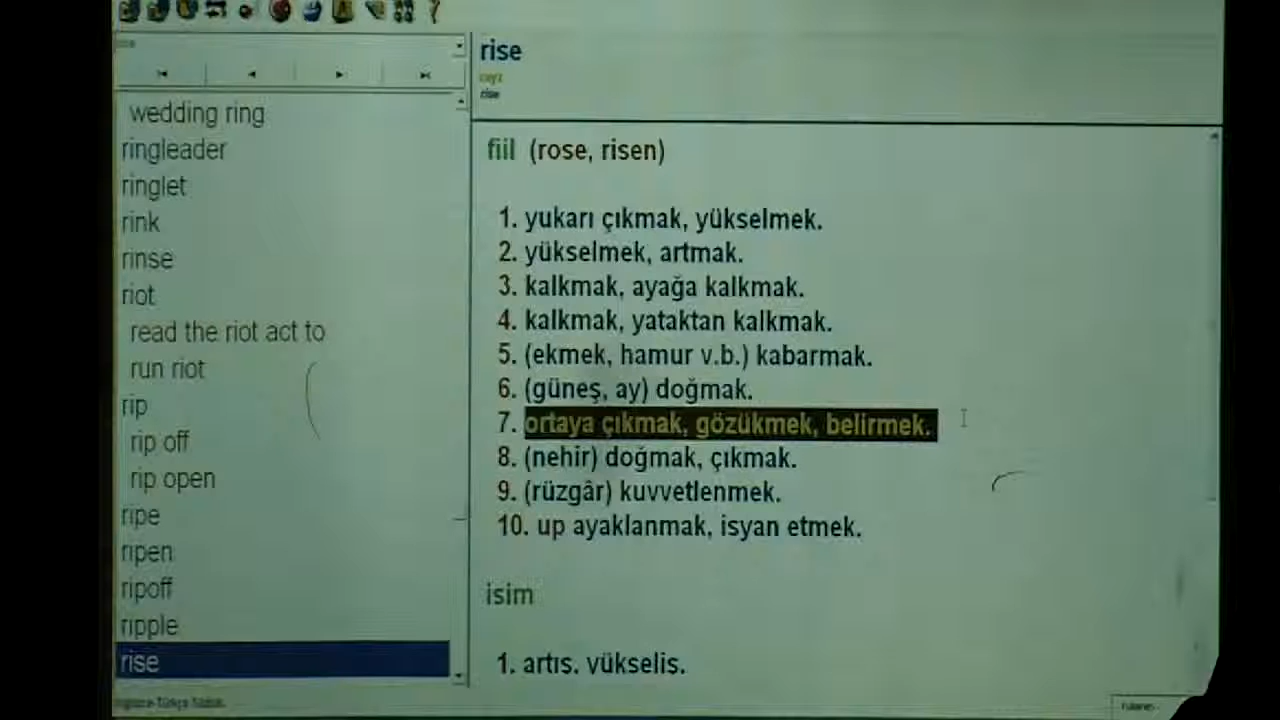 rise
rise
wedding ring
ringleader
ringlet
rink
rinse
riot
read the riot act to
run riot
rip
rip off
rip open
ripe
ripen
ripoff
ripple
rise
fiil (rose, risen)
1. yukarı çıkmak, yükselmek.
2. yükselmek, artmak.
3. kalkmak, ayağa kalkmak.
4. kalkmak, yataktan kalkmak.
5. (ekmek, hamur v.b.) kabarmak.
6. (güneş, ay) doğmak.
7. ortaya çıkmak, gözükmek, belirmek.
8. (nehir) doğmak, çıkmak.
9. (rüzgâr) kuvvetlenmek.
10. up ayaklanmak, isyan etmek.
isim
1. artış, yükseliş.